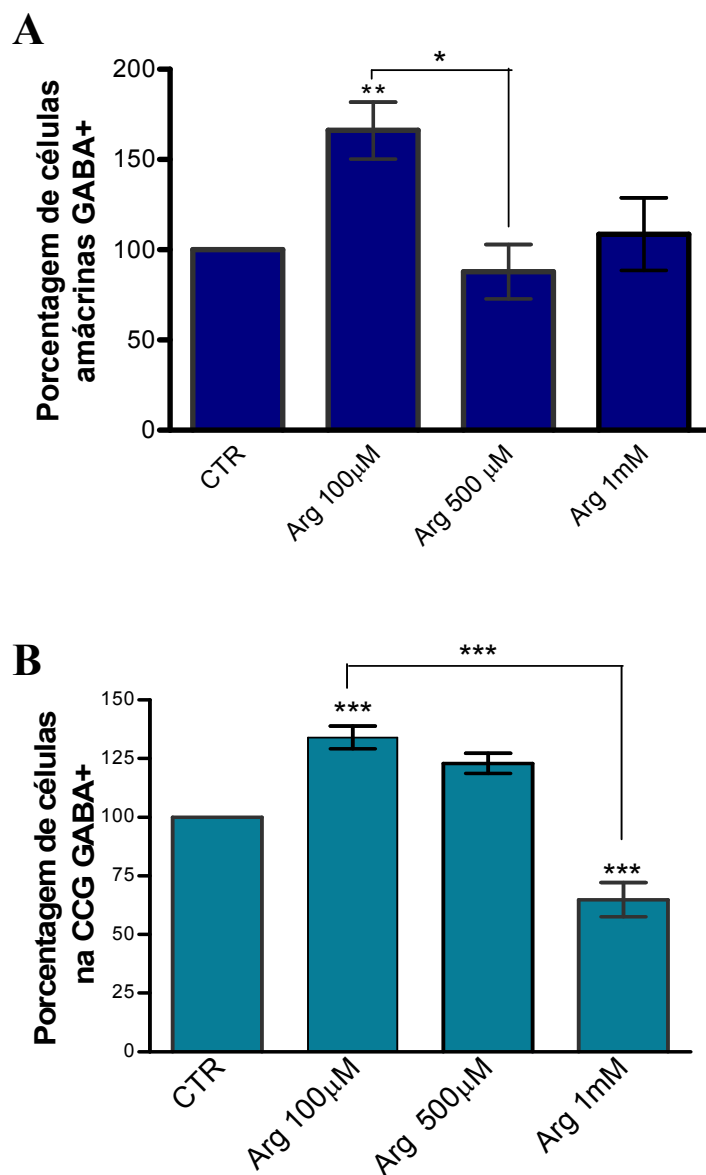 A
Porcentagem de células
amácrinas GABA+
200
150
100
50
0
*
**
CTR
Arg 100μM
Arg 500 μM
Arg 1mM
B
Porcentagem de células
na CCG GABA+
150
125
100
75
50
25
0
***
***
***
CTR
Arg 100μM
Arg 500μM
Arg 1mM